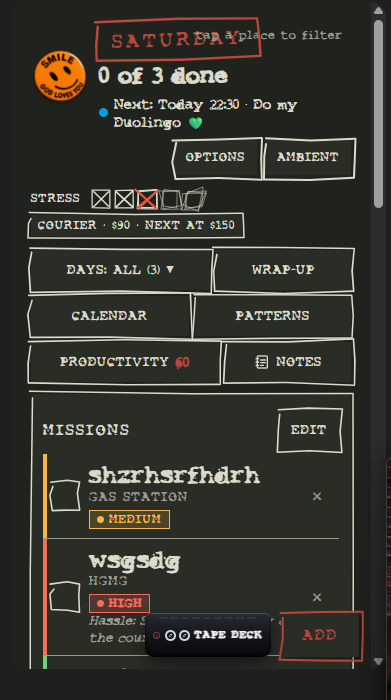 SATURDAY
tap a place to filter
SMILE
GOD LOVES YOU
0 of 3 done
Next: Today 22:30 · Do my
Duolingo 💚
OPTIONS
AMBIENT
STRESS
COURIER · $90 · NEXT AT $150
DAYS: ALL (3) ▼
WRAP-UP
CALENDAR
PATTERNS
PRODUCTIVITY 60
NOTES
MISSIONS
EDIT
shzrhsrfhdrh
GAS STATION
×
MEDIUM
wsgsdg
HGMG
×
HIGH
Hassle:
the
TAPE DECK
ADD